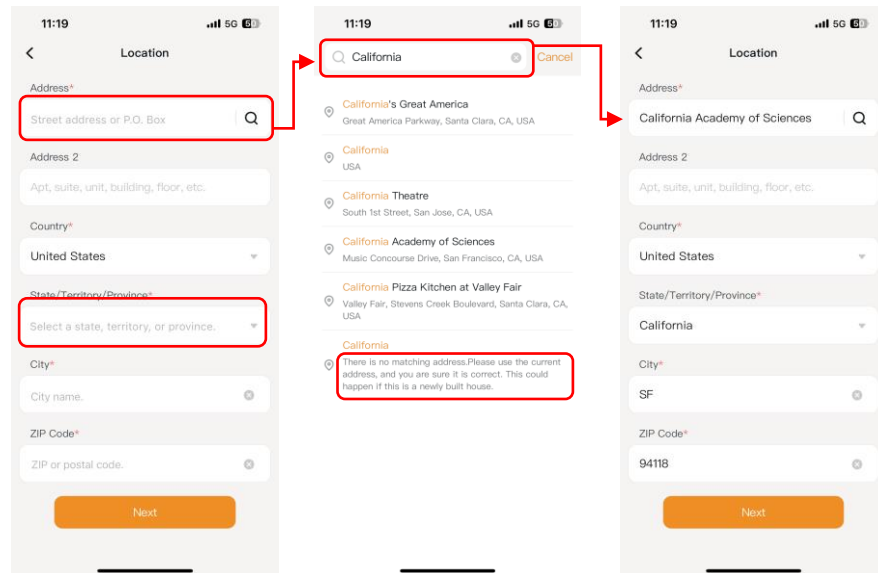 11:19
5G 50
Location
Address*
Street address or P.O. Box
Address 2
Apt, suite, unit, building, floor, etc.
Country*
United States
State/Territory/Province*
Select a state, territory, or province.
City*
City name.
ZIP Code*
ZIP or postal code.
Next
11:19
5G 50
California
Cancel
California's Great America
Great America Parkway, Santa Clara, CA, USA
California
USA
California Theatre
South 1st Street, San Jose, CA, USA
California Academy of Sciences
Music Concourse Drive, San Francisco, CA, USA
California Pizza Kitchen at Valley Fair
Valley Fair, Stevens Creek Boulevard, Santa Clara, CA,
USA
California
There is no matching address.Please use the current
address, and you are sure it is correct. This could
happen if this is a newly built house.
11:19
5G 50
Location
Address*
California Academy of Sciences
Address 2
Apt, suite, unit, building, floor, etc.
Country*
United States
State/Territory/Province*
California
City*
SF
ZIP Code*
94118
Next